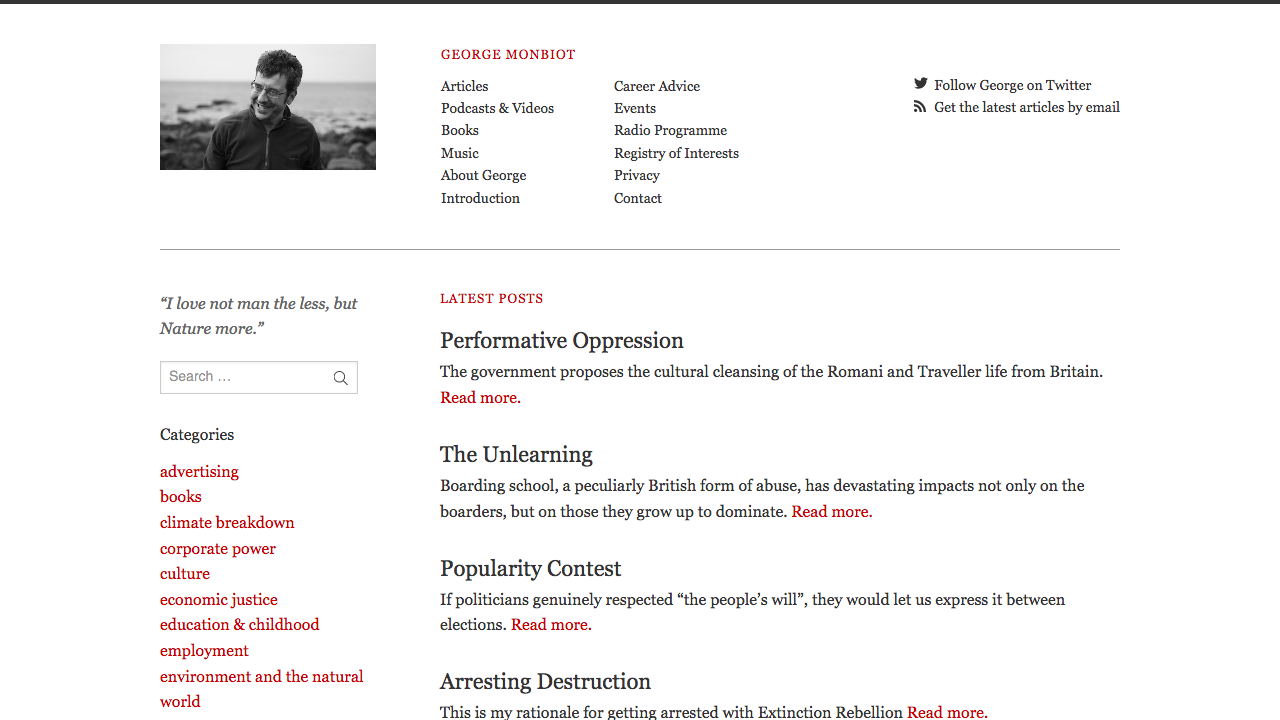 GEORGE MONBIOT
Articles
Podcasts & Videos
Books
Music
About George
Introduction
Career Advice
Events
Radio Programme
Registry of Interests
Privacy
Contact
Follow George on Twitter
Get the latest articles by email
“I love not man the less, but
Nature more.”
Search …
Categories
advertising
books
climate breakdown
corporate power
culture
economic justice
education & childhood
employment
environment and the natural
world
LATEST POSTS
Performative Oppression
The government proposes the cultural cleansing of the Romani and Traveller life from Britain.
Read more.
The Unlearning
Boarding school, a peculiarly British form of abuse, has devastating impacts not only on the
boarders, but on those they grow up to dominate. Read more.
Popularity Contest
If politicians genuinely respected “the people’s will”, they would let us express it between
elections. Read more.
Arresting Destruction
This is my rationale for getting arrested with Extinction Rebellion Read more.